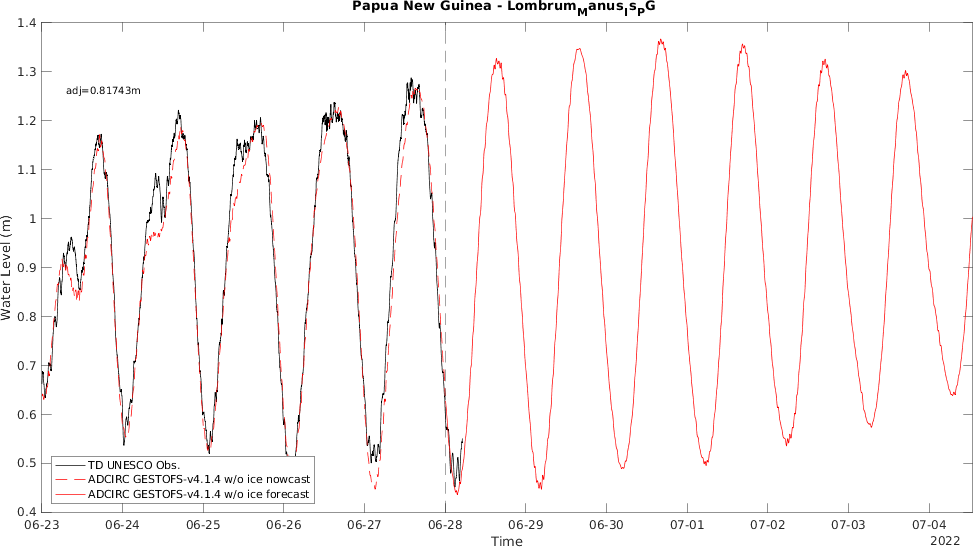 Papua New Guinea - LombrumManusIsPG
1.4
1.3
adj=0.81743m
1.2
1.1
1
0.9
0.8
0.7
0.6
0.5
0.4
Water Level (m)
TD UNESCO Obs.
ADCIRC GESTOFS-v4.1.4 w/o ice nowcast
ADCIRC GESTOFS-v4.1.4 w/o ice forecast
06-23 06-24 06-25 06-26 06-27 06-28 06-29 06-30 07-01 07-02 07-03 07-04
Time
2022